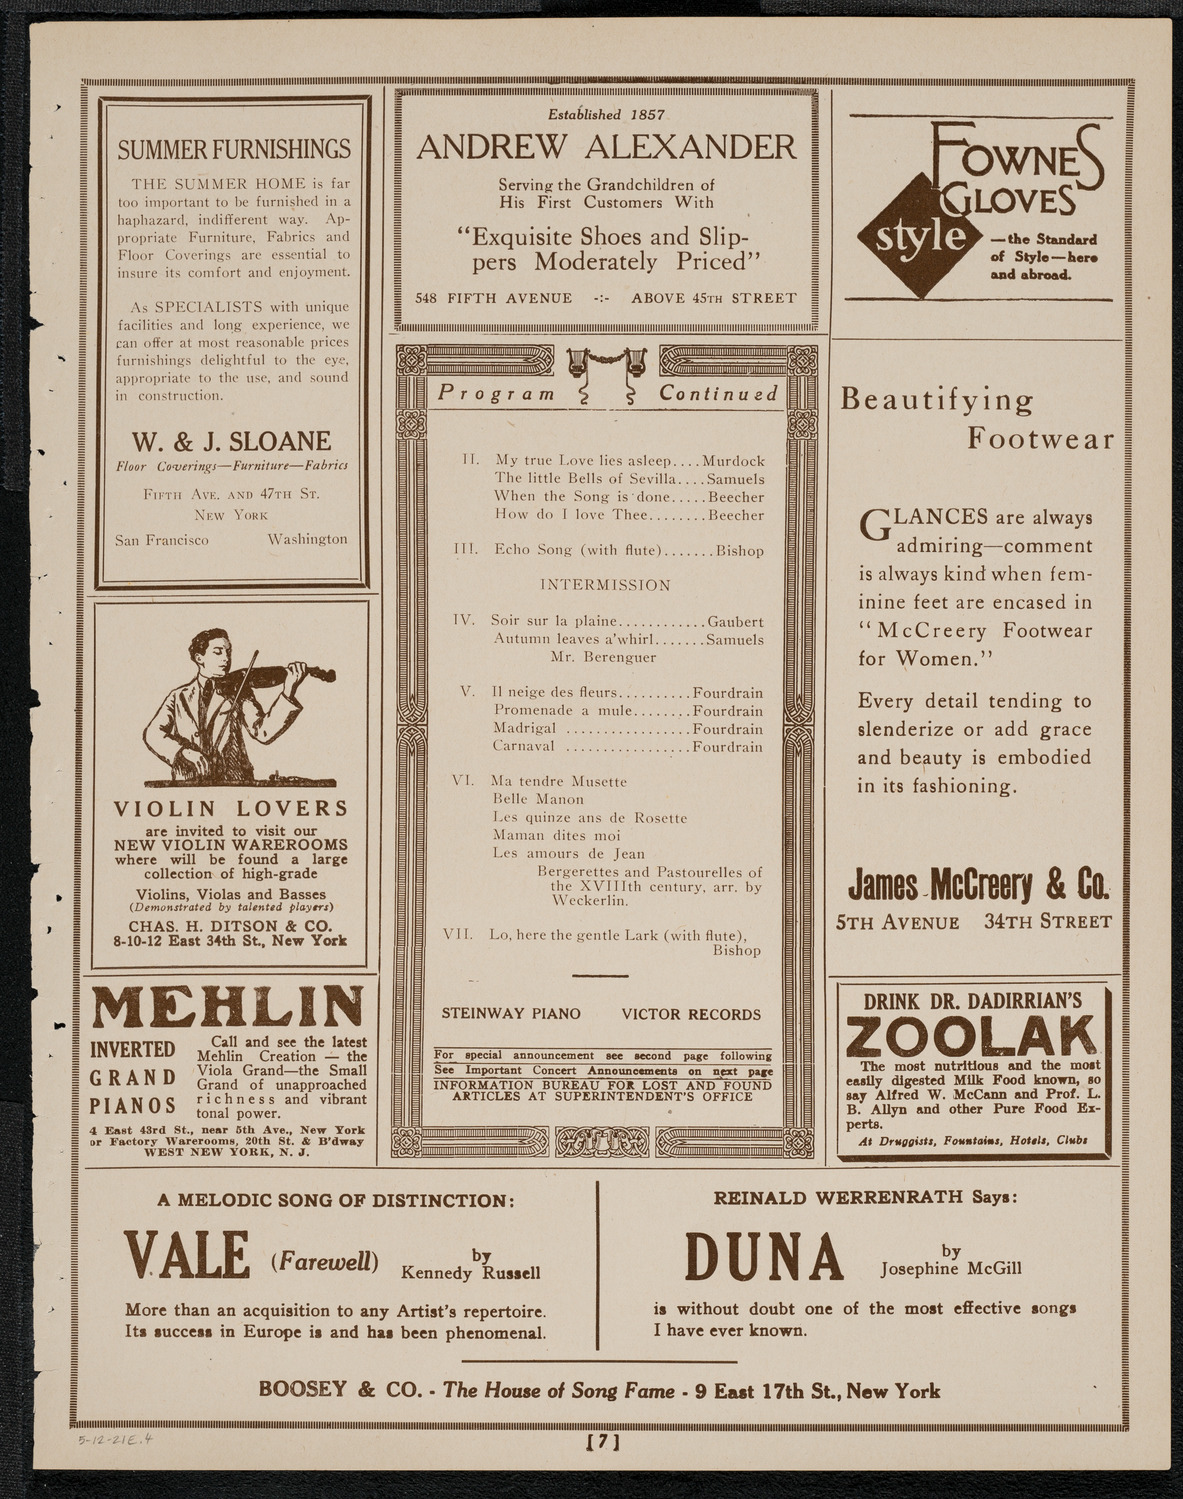 SUMMER FURNISHINGS
THE SUMMER HOME is far
too important to be furnished in a
haphazard, indifferent way. Ap-
propriate Furniture, Fabrics and
Floor Coverings are essential to
insure its comfort and enjoyment.
As SPECIALISTS with unique
facilities and long experience, we
can offer at most reasonable prices
furnishings delightful to the eye,
appropriate to the use, and sound
in construction.
W. & J. SLOANE
Floor Coverings—Furniture—Fabrics
FIFTH AVE. AND 47TH ST.
NEW YORK
San Francisco Washington
VIOLIN LOVERS
are invited to visit our
NEW VIOLIN WAREROOMS
where will be found a large
collection of high-grade
Violins, Violas and Basses
(Demonstrated by talented players)
CHAS. H. DITSON & CO.
8-10-12 East 34th St., New York
MEHLIN
INVERTED
GRAND
PIANOS
Call and see the latest
Mehlin Creation — the
Viola Grand—the Small
Grand of unapproached
richness and vibrant
tonal power.
4 East 43rd St., near 5th Ave., New York
or Factory Warerooms, 20th St. & B'dway
WEST NEW YORK, N. J.
Established 1857
ANDREW ALEXANDER
Serving the Grandchildren of
His First Customers With
"Exquisite Shoes and Slip-
pers Moderately Priced"
548 FIFTH AVENUE -:- ABOVE 45TH STREET
Program Continued
II. My true Love lies asleep....Murdock
The little Bells of Sevilla....Samuels
When the Song is done.....Beecher
How do I love Thee........Beecher
III. Echo Song (with flute).......Bishop
INTERMISSION
IV. Soir sur la plaine............Gaubert
Autumn leaves a'whirl.......Samuels
Mr. Berenguer
V. Il neige des fleurs..........Fourdrain
Promenade a mule........Fourdrain
Madrigal .................Fourdrain
Carnaval .................Fourdrain
VI. Ma tendre Musette
Belle Manon
Les quinze ans de Rosette
Maman dites moi
Les amours de Jean
Bergerettes and Pastourelles of
the XVIIIth century, arr. by
Weckerlin.
VII. Lo, here the gentle Lark (with flute),
Bishop
STEINWAY PIANO VICTOR RECORDS
For special announcement see second page following
See Important Concert Announcements on next page
INFORMATION BUREAU FOR LOST AND FOUND
ARTICLES AT SUPERINTENDENT'S OFFICE
FOWNES
GLOVES
style
—the Standard
of Style—here
and abroad.
Beautifying
Footwear
GLANCES are always
admiring—comment
is always kind when fem-
inine feet are encased in
"McCreery Footwear
for Women."
Every detail tending to
slenderize or add grace
and beauty is embodied
in its fashioning.
James McCreery & Co.
5TH AVENUE 34TH STREET
DRINK DR. DADIRRIAN'S
ZOOLAK
The most nutritious and the most
easily digested Milk Food known, so
say Alfred W. McCann and Prof. L.
B. Allyn and other Pure Food Ex-
perts.
At Druggists, Fountains, Hotels, Clubs
A MELODIC SONG OF DISTINCTION:
VALE (Farewell) by
Kennedy Russell
More than an acquisition to any Artist's repertoire.
Its success in Europe is and has been phenomenal.
REINALD WERRENRATH Says:
DUNA by
Josephine McGill
is without doubt one of the most effective songs
I have ever known.
BOOSEY & CO. - The House of Song Fame - 9 East 17th St., New York
5-12-21E.4
[7]